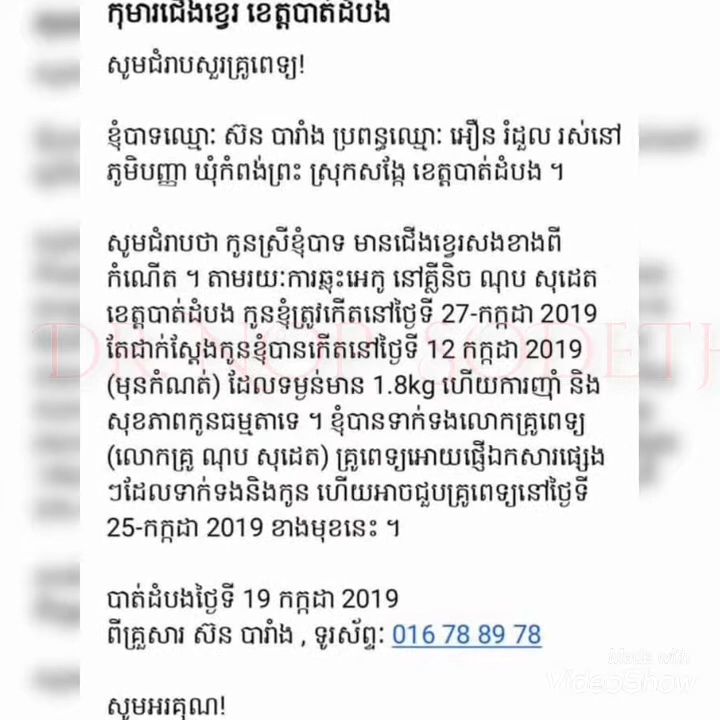 កុមារជើងខ្វេរ ខេត្តបាត់ដំបង
សូមជំរាបសួរគ្រូពេទ្យ!
ខ្ញុំបាទឈ្មោះ ស៊ន បារាំង ប្រពន្ធឈ្មោះ អឿន រំដួល រស់នៅ
ភូមិបញ្ញា ឃុំកំពង់ព្រះ ស្រុកសង្កែ ខេត្តបាត់ដំបង ។
សូមជំរាបថា កូនស្រីខ្ញុំបាទ មានជើងខ្វេរសងខាងពី
កំណើត ។ តាមរយៈការឆ្លុះអេកូ នៅគ្លីនិច ណុប សុដេត
ខេត្តបាត់ដំបង កូនខ្ញុំត្រូវកើតនៅថ្ងៃទី 27-កក្កដា 2019
តែជាក់ស្តែងកូនខ្ញុំបានកើតនៅថ្ងៃទី 12 កុក្កដា 2019
(មុនកំណត់) ដែលទម្ងន់មាន 1.8kg ហើយការញ៉ាំ និង
សុខភាពកូនធម្មតាទេ ។ ខ្ញុំបានទាក់ទងលោកគ្រូពេទ្យ
(លោកគ្រូ ណុប សុដេត) គ្រូពេទ្យអោយផ្ញើឯកសារផ្សេង
ៗដែលទាក់ទងនិងកូន ហើយអាចជួបគ្រូពេទ្យនៅថ្ងៃទី
25-កក្កដា 2019 ខាងមុខនេះ ។
បាត់ដំបងថ្ងៃទី 19 កក្កដា 2019
ពីគ្រួសារ ស៊ន បារាំង , ទូរស័ព្ទ: 016 78 89 78
សូមអរគុណ!
DR.NOP SODETH
Made with
VideoShow